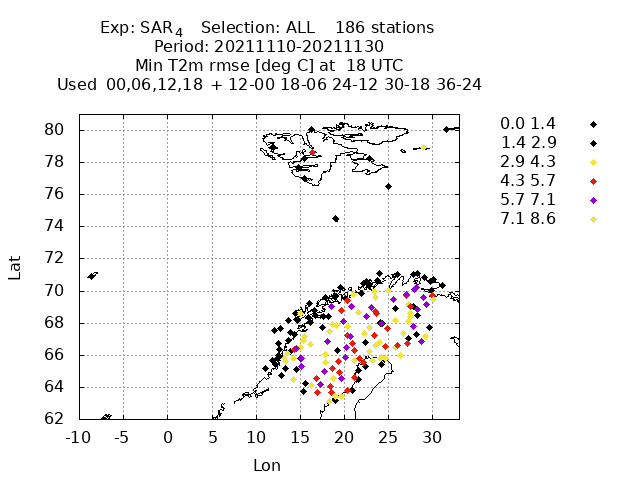 Exp: SAR4 Selection: ALL 186 stations
Period: 20211110-20211130
Min T2m rmse [deg C] at 18 UTC
Used 00,06,12,18 + 12-00 18-06 24-12 30-18 36-24
0.0 1.4
1.4 2.9
2.9 4.3
4.3 5.7
5.7 7.1
7.1 8.6
80
78
76
74
72
70
68
66
64
62
Lat
-10 -5 0 5 10 15 20 25 30
Lon